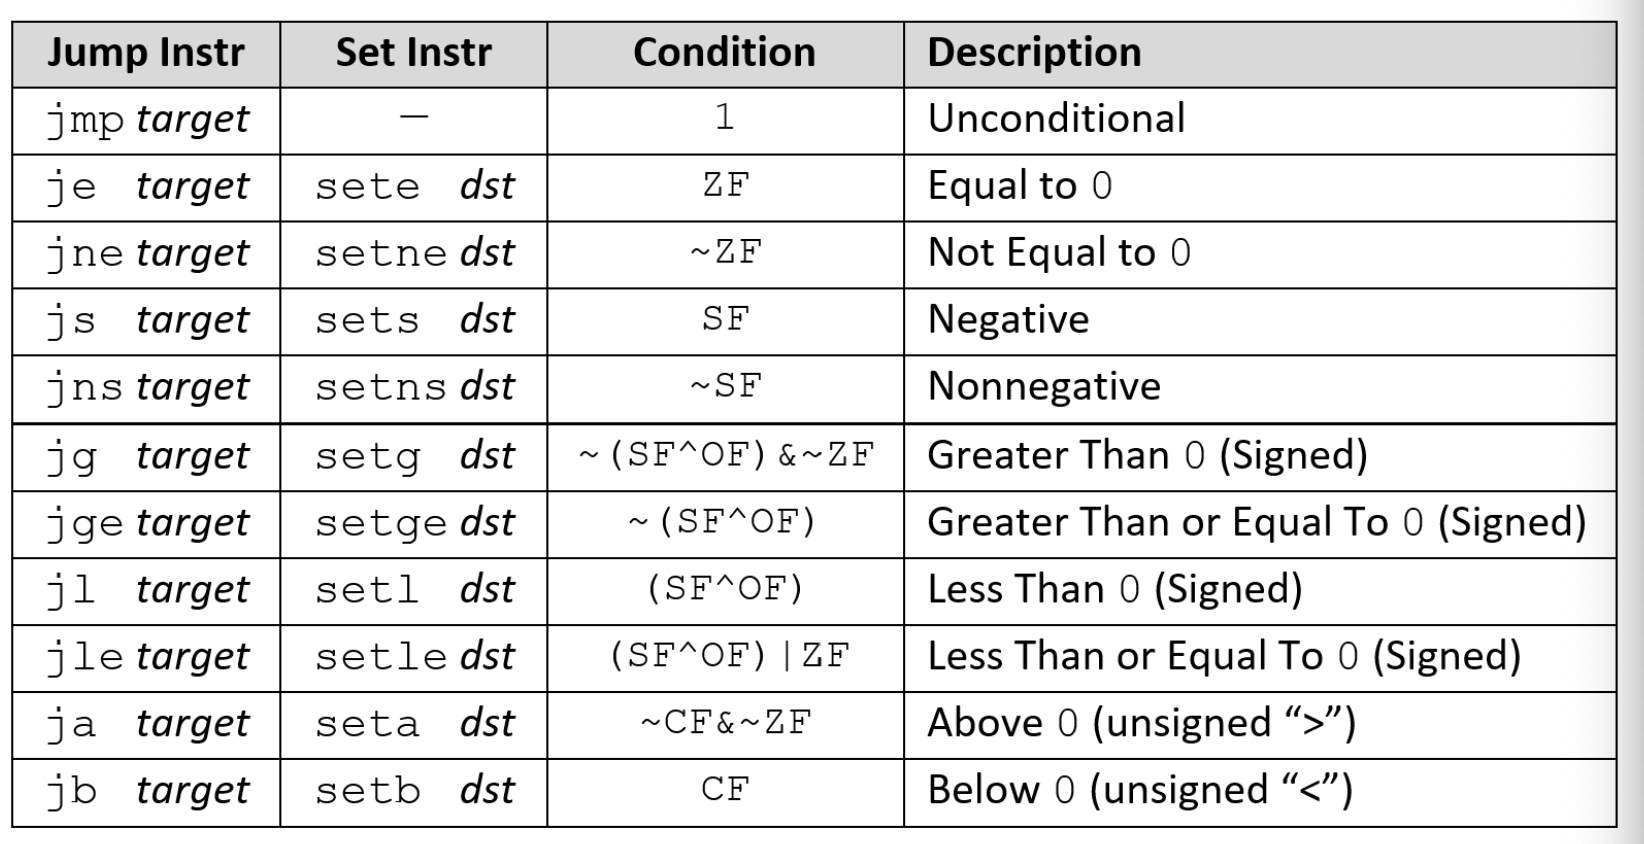 Jump Instr Set Instr Condition Description
jmp target — 1 Unconditional
je target sete dst ZF Equal to 0
jne target setne dst ~ZF Not Equal to 0
js target sets dst SF Negative
jns target setns dst ~SF Nonnegative
jg target setg dst ~(SF^OF)&~ZF Greater Than 0 (Signed)
jge target setge dst ~(SF^OF) Greater Than or Equal To 0 (Signed)
jl target setl dst (SF^OF) Less Than 0 (Signed)
jle target setle dst (SF^OF)|ZF Less Than or Equal To 0 (Signed)
ja target seta dst ~CF&~ZF Above 0 (unsigned “>”)
jb target setb dst CF Below 0 (unsigned “<”)